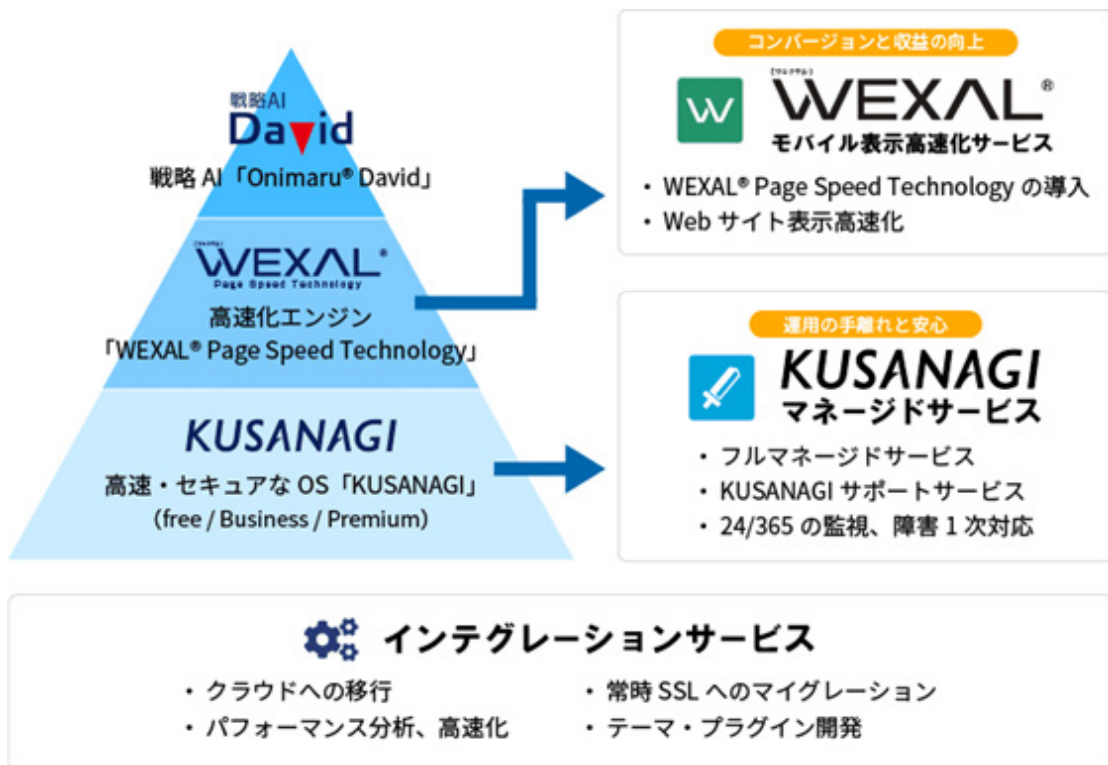 戦略AI
David
戦略 AI「Onimaru® David」
WEXAL®
Page Speed Technology
高速化エンジン
「WEXAL® Page Speed Technology」
KUSANAGI
高速・セキュアな OS「KUSANAGI」
(free / Business / Premium)
コンバージョンと収益の向上
W
WEXAL®
モバイル表示高速化サービス
・ WEXAL® Page Speed Technology の導入
・ Web サイト表示高速化
運用の手離れと安心
KUSANAGI
マネージドサービス
・ フルマネージドサービス
・ KUSANAGI サポートサービス
・ 24/365 の監視、障害 1 次対応
インテグレーションサービス
・ クラウドへの移行
・ パフォーマンス分析、高速化
・ 常時 SSL へのマイグレーション
・ テーマ・プラグイン開発